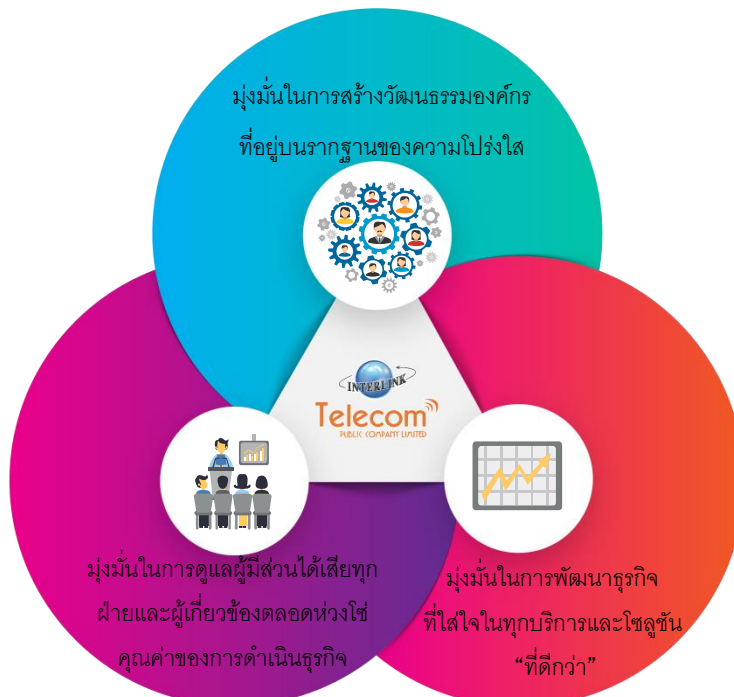 มุ่งมั่นในการสร้างวัฒนธรรมองค์กร
ที่อยู่บนรากฐานของความโปร่งใส
INTERLINK
Telecom
PUBLIC COMPANY LIMITED
มุ่งมั่นในการดูแลผู้มีส่วนได้เสียทุก
ฝ่ายและผู้เกี่ยวข้องตลอดห่วงโซ่
คุณค่าของการดำเนินธุรกิจ
มุ่งมั่นในการพัฒนาธุรกิจ
ที่ใส่ใจในทุกบริการและโซลูชัน
“ที่ดีกว่า”